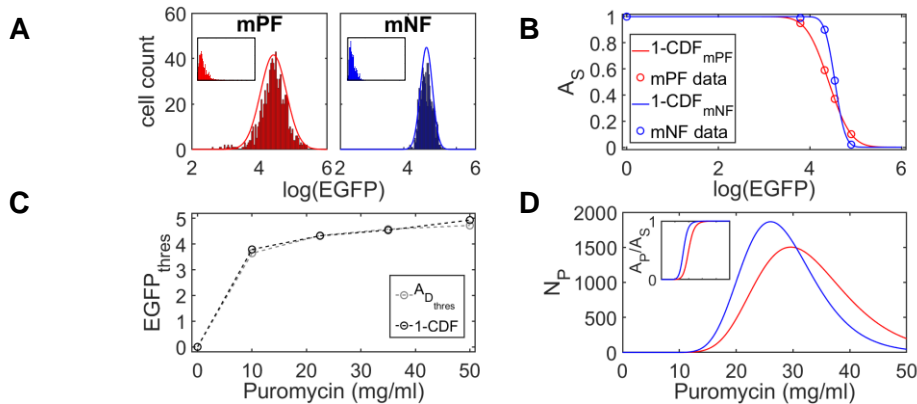 A
mPF
mNF
cell count
60
40
20
0
2
4
6
2
4
6
log(EGFP)
log(EGFP)
B
A_S
1
0.8
0.6
0.4
0.2
0
0
2
4
6
log(EGFP)
1-CDF_mPF
mPF data
1-CDF_mNF
mNF data
C
EGFP_thres
5
4
3
2
1
0
0
10
20
30
40
50
Puromycin (mg/ml)
A_D_thres
1-CDF
D
N_P
2000
1500
1000
500
0
0
10
20
30
40
50
Puromycin (mg/ml)
A_P/A_S
1
0